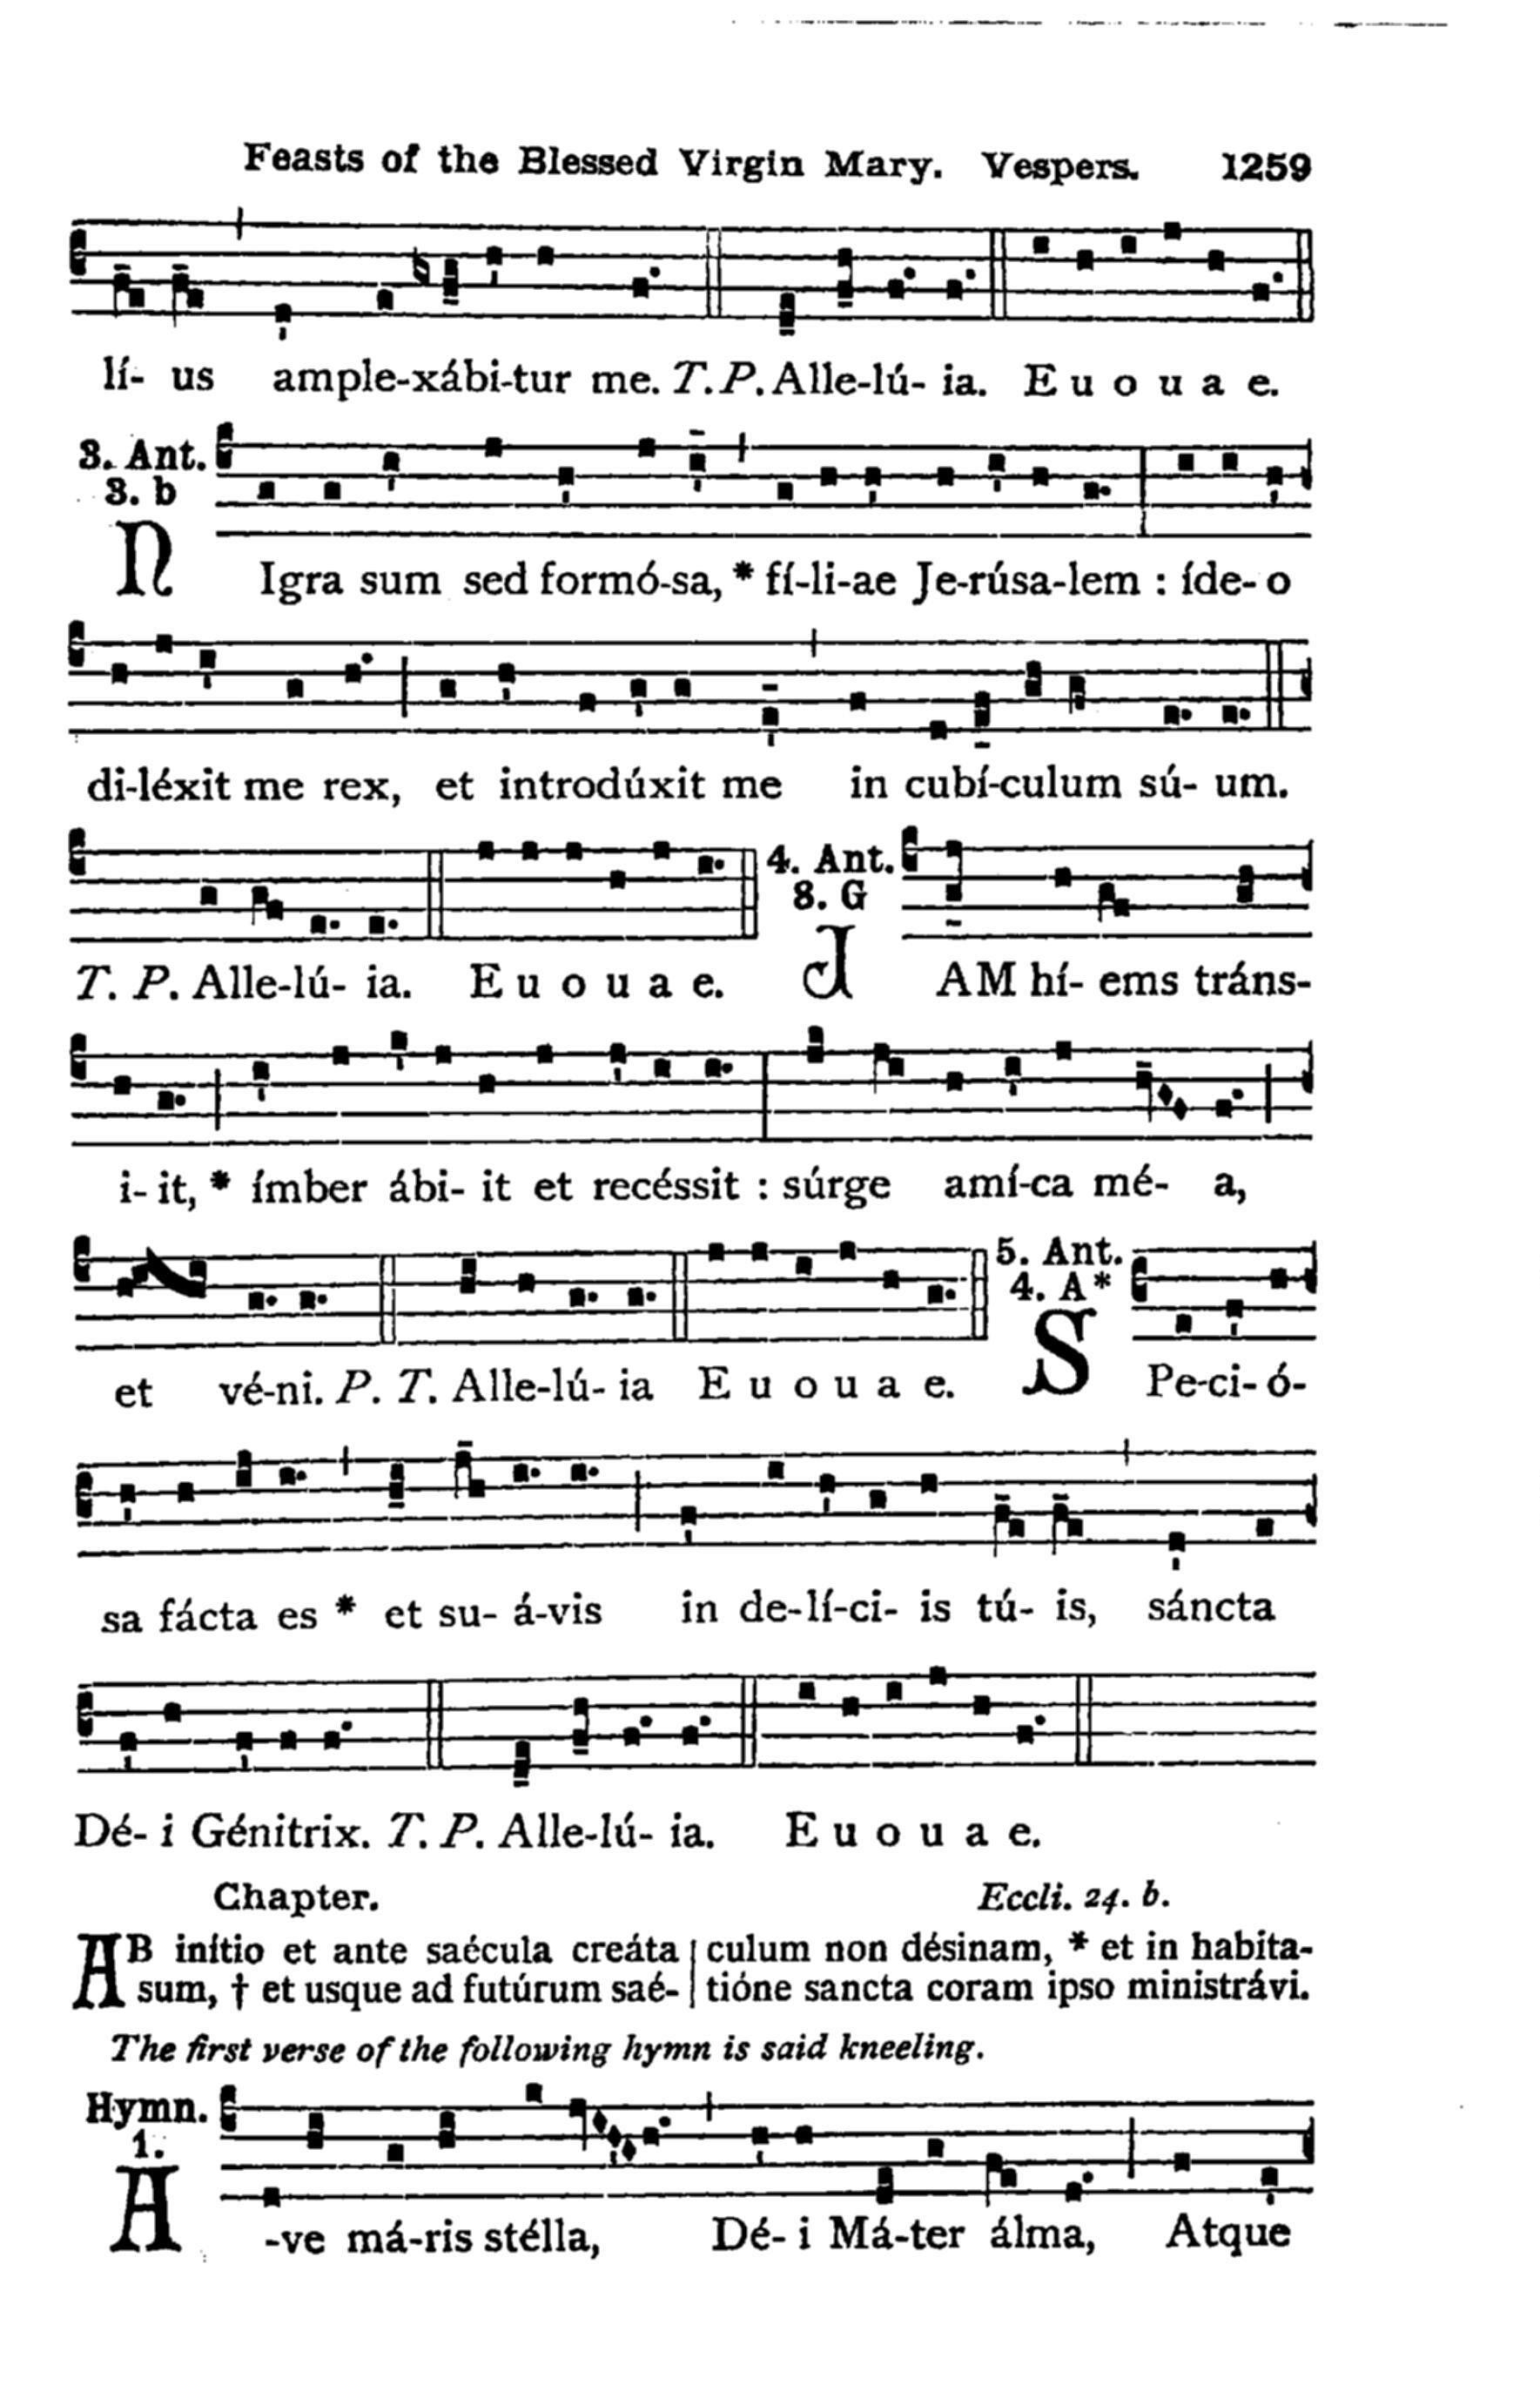 Feasts of the Blessed Virgin Mary. Vespers. 1259
lí- us ample-xábi-tur me. T.P. Alle-lú- ia. E u o u a e.
3. Ant.
3. b
NIgra sum sed formó-sa, * fí-li-ae Je-rúsa-lem : íde- o
di-léxit me rex, et introdúxit me in cubí-culum sú- um.
T. P. Alle-lú- ia. E u o u a e.
4. Ant.
8. G
JAM hí- ems tráns-
i- it, * ímber ábi- it et recéssit : súrge amí-ca mé- a,
et vé-ni. P. T. Alle-lú- ia E u o u a e.
5. Ant.
4. A*
SPe-ci- ó-
sa fácta es * et su- á-vis in de-lí-ci- is tú- is, sáncta
Dé- i Génitrix. T. P. Alle-lú- ia. E u o u a e.
Chapter. Eccli. 24. b.
AB inítio et ante saécula creáta
sum, † et usque ad futúrum saé-
culum non désinam, * et in habita-
tióne sancta coram ipso ministrávi.
The first verse of the following hymn is said kneeling.
Hymn.
1.
A-ve má-ris stélla, Dé- i Má-ter álma, Atque